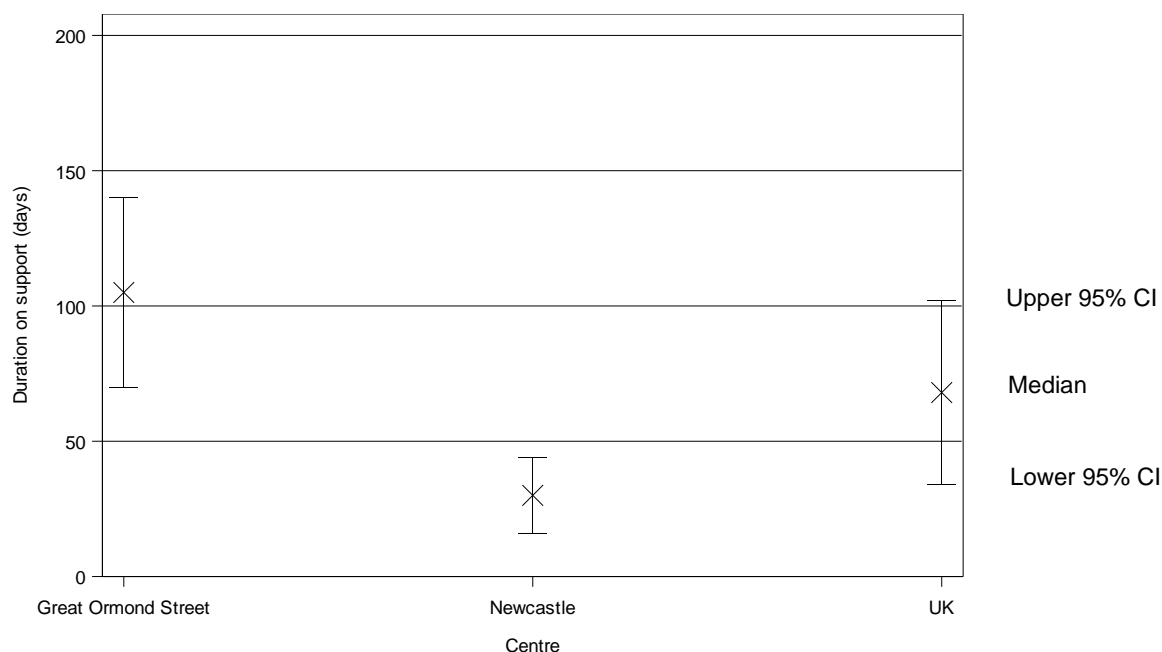 200
150
100
50
0
Duration on support (days)
Great Ormond Street
Newcastle
UK
Centre
Upper 95% CI
Median
Lower 95% CI